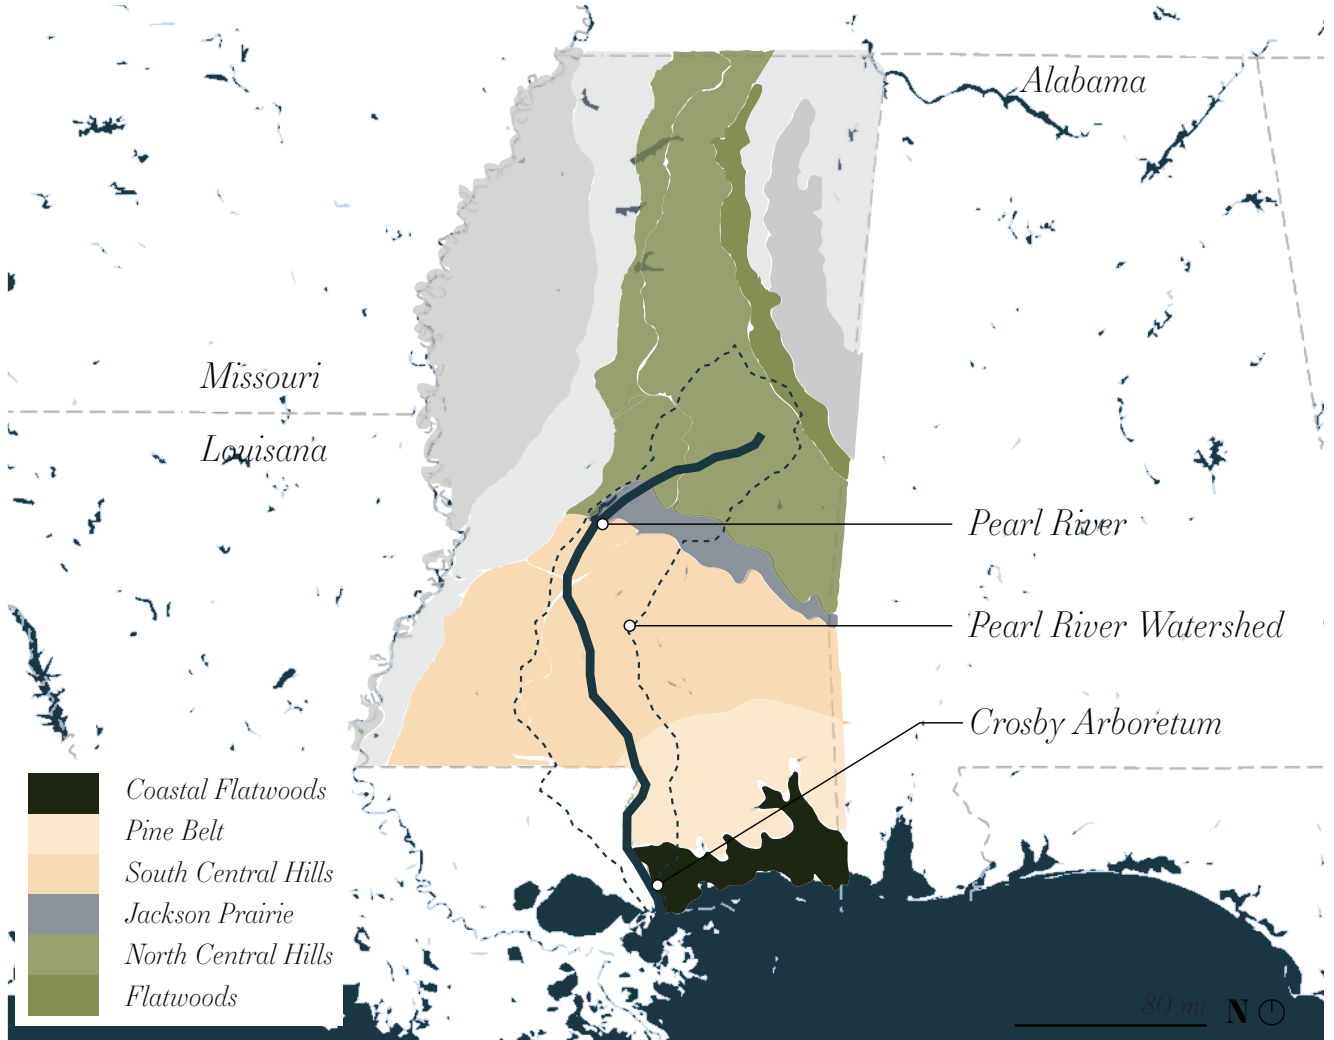 Alabama
Missouri
Louisana
Pearl River
Pearl River Watershed
Crosby Arboretum
Coastal Flatwoods
Pine Belt
South Central Hills
Jackson Prairie
North Central Hills
Flatwoods
80 mi N